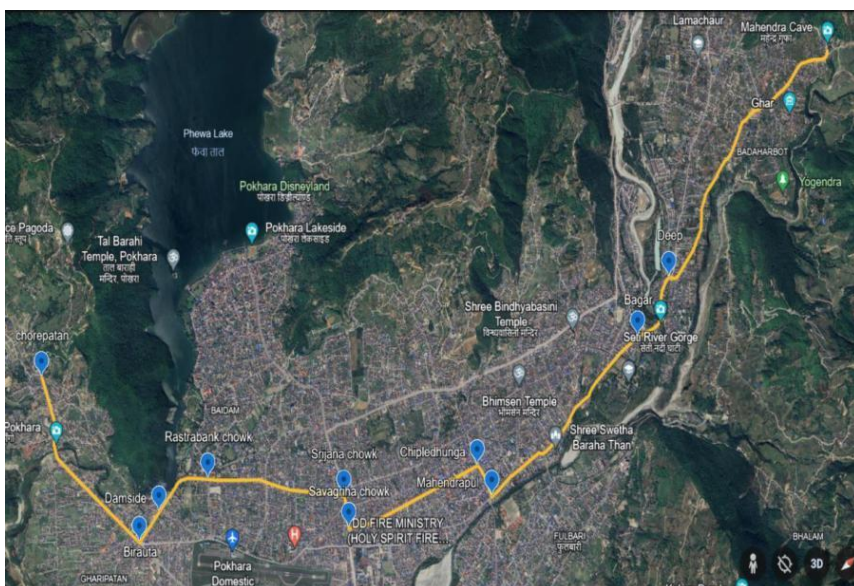 Lamachaur
Mahendra Cave
महेन्द्र गुफा
Ghar
BADAHARBOT
Yogendra
Phewa Lake
फेवा ताल
Pokhara Disneyland
पोखरा डिज्नील्याण्ड
Pokhara Lakeside
पोखरा लेकसाइड
ce Pagoda
ति स्तूप
Tal Barahi
Temple, Pokhara
ताल बाराही
मन्दिर, पोखरा
Deep
Bagar
Shree Bindhyabasini
Temple
विन्ध्यवासिनी मन्दिर
Seti River Gorge
सेती नदी घाटी
chorepatan
Pokhara
Bhimsen Temple
भीमसेन मन्दिर
BAIDAM
Rastrabank chowk
Shree Swetha
Baraha Than
Srijana chowk
Chipledhunga
Savagriha chowk
Mahendrapul
Damside
DD FIRE MINISTRY
(HOLY SPIRIT FIRE...)
Birauta
FULBARI
फुलबारी
BHALAM
Pokhara
Domestic
GHARIPATAN
H
3D